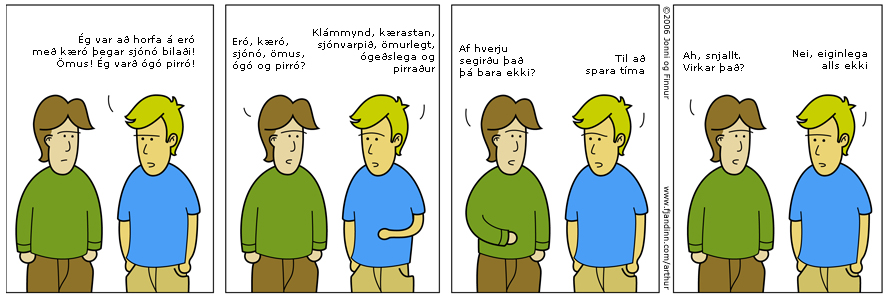 Ég var að horfa á eró
með kæró þegar sjónó bilaði!
Ömus! Ég varð ógó pirró!
Eró, kæró,
sjónó, ömus,
ógó og pirró?
Klámmynd, kærastan,
sjónvarpið, ömurlegt,
ógeðslega og
pirraður
Af hverju
segirðu það
þá bara ekki?
Til að
spara tíma
©2006 Jonni og Finnur
www.fjandinn.com/arthur
Ah, snjallt.
Virkar það?
Nei, eiginlega
alls ekki